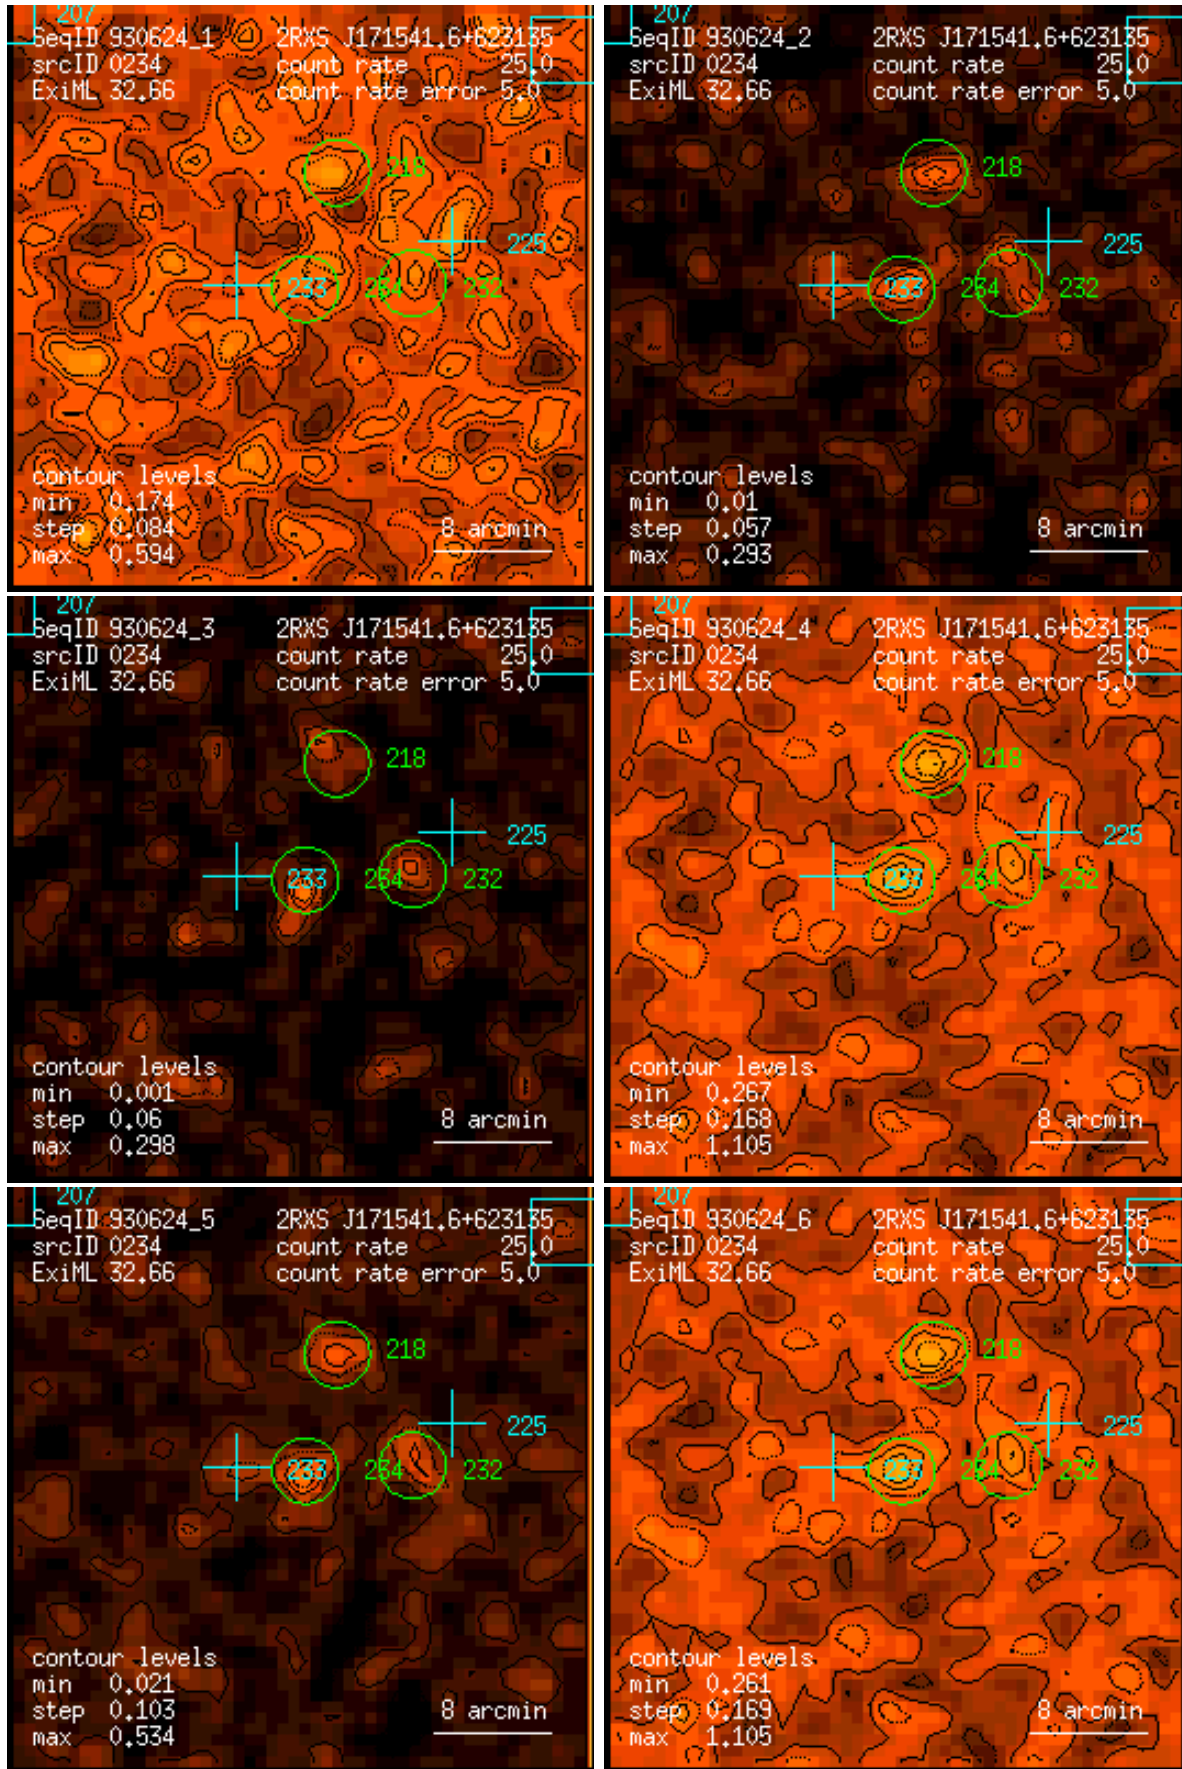 207
SeqID 930624_1 2RXS J171541.6+623135
srcID 0234 count rate 25.0
ExiML 32.66 count rate error 5.0
218
225
233 234 232
contour levels
min 0.174
step 0.084 8 arcmin
max 0.594
207
SeqID 930624_2 2RXS J171541.6+623135
srcID 0234 count rate 25.0
ExiML 32.66 count rate error 5.0
218
225
233 234 232
contour levels
min 0.01
step 0.057 8 arcmin
max 0.293
207
SeqID 930624_3 2RXS J171541.6+623135
srcID 0234 count rate 25.0
ExiML 32.66 count rate error 5.0
218
225
233 234 232
contour levels
min 0.001
step 0.06 8 arcmin
max 0.298
207
SeqID 930624_4 2RXS J171541.6+623135
srcID 0234 count rate 25.0
ExiML 32.66 count rate error 5.0
218
225
233 234 232
contour levels
min 0.267
step 0.168 8 arcmin
max 1.105
207
SeqID 930624_5 2RXS J171541.6+623135
srcID 0234 count rate 25.0
ExiML 32.66 count rate error 5.0
218
225
233 234 232
contour levels
min 0.021
step 0.103 8 arcmin
max 0.534
207
SeqID 930624_6 2RXS J171541.6+623135
srcID 0234 count rate 25.0
ExiML 32.66 count rate error 5.0
218
225
233 234 232
contour levels
min 0.261
step 0.169 8 arcmin
max 1.105